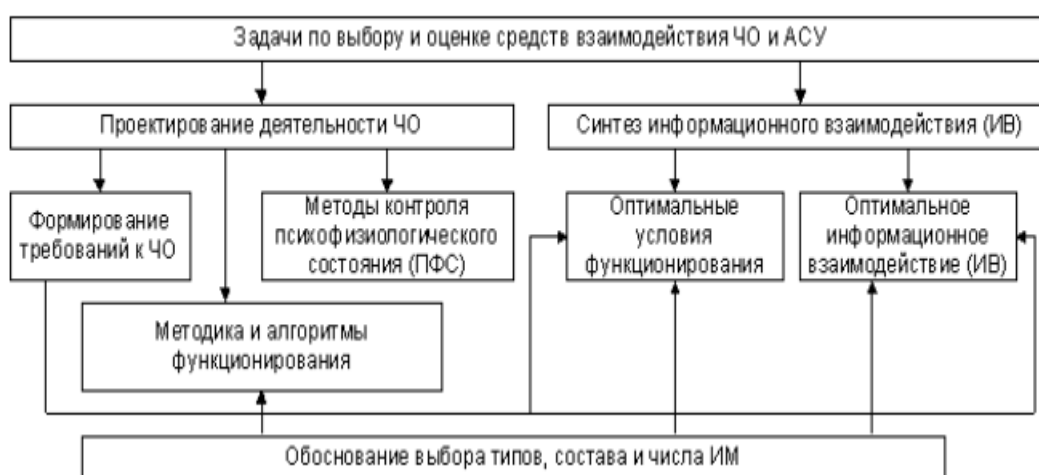 Задачи по выбору и оценке средств взаимодействия ЧО и АСУ
Проектирование деятельности ЧО
Синтез информационного взаимодействия (ИВ)
Формирование
требований к ЧО
Методы контроля
психофизиологического
состояния (ПФС)
Оптимальные
условия
функционирования
Оптимальное
информационное
взаимодействие (ИВ)
Методика и алгоритмы
функционирования
Обоснование выбора типов, состава и числа ИМ